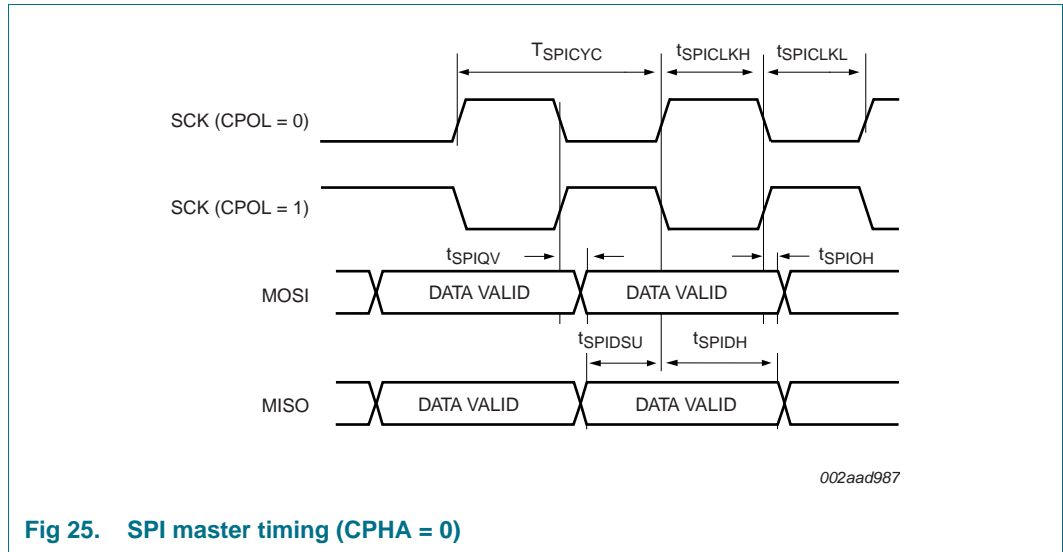 TSPICYC tSPICLKH tSPICLKL
SCK (CPOL = 0)
SCK (CPOL = 1)
tSPIQV tSPIOH
MOSI DATA VALID DATA VALID
tSPIDSU tSPIDH
MISO DATA VALID DATA VALID
002aad987
Fig 25. SPI master timing (CPHA = 0)